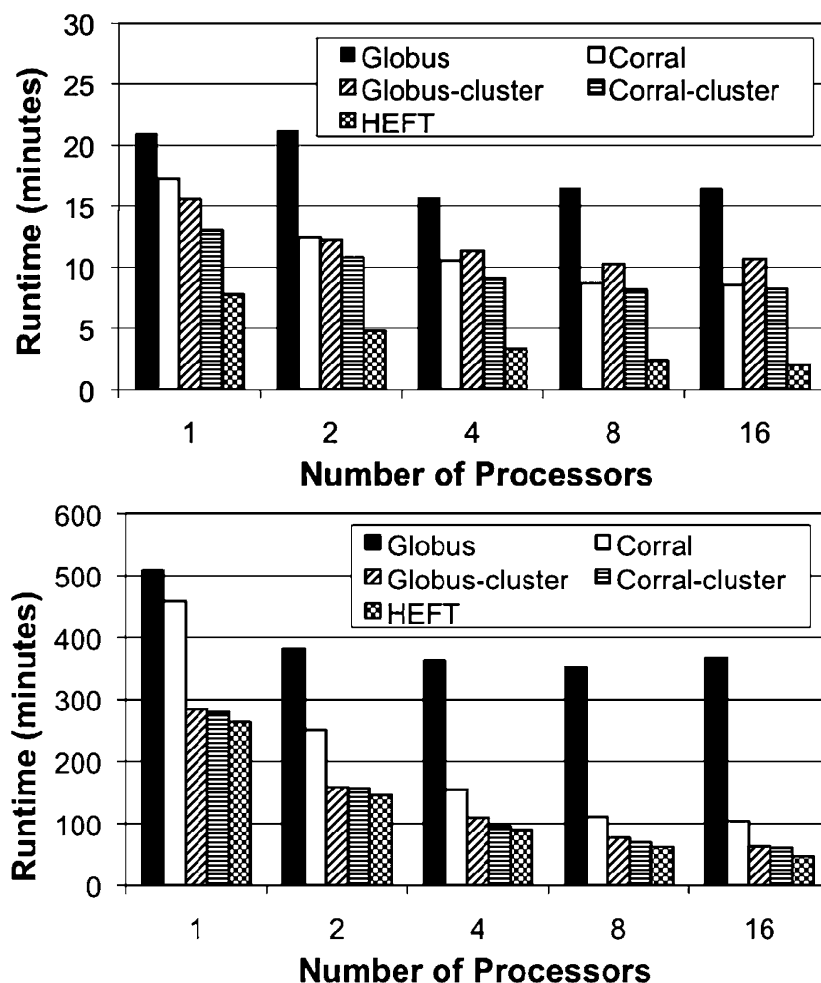 30
25
20
15
10
5
0
Runtime (minutes)
Globus Corral
Globus-cluster Corral-cluster
HEFT
1 2 4 8 16
Number of Processors
600
500
400
300
200
100
0
Runtime (minutes)
Globus Corral
Globus-cluster Corral-cluster
HEFT
1 2 4 8 16
Number of Processors